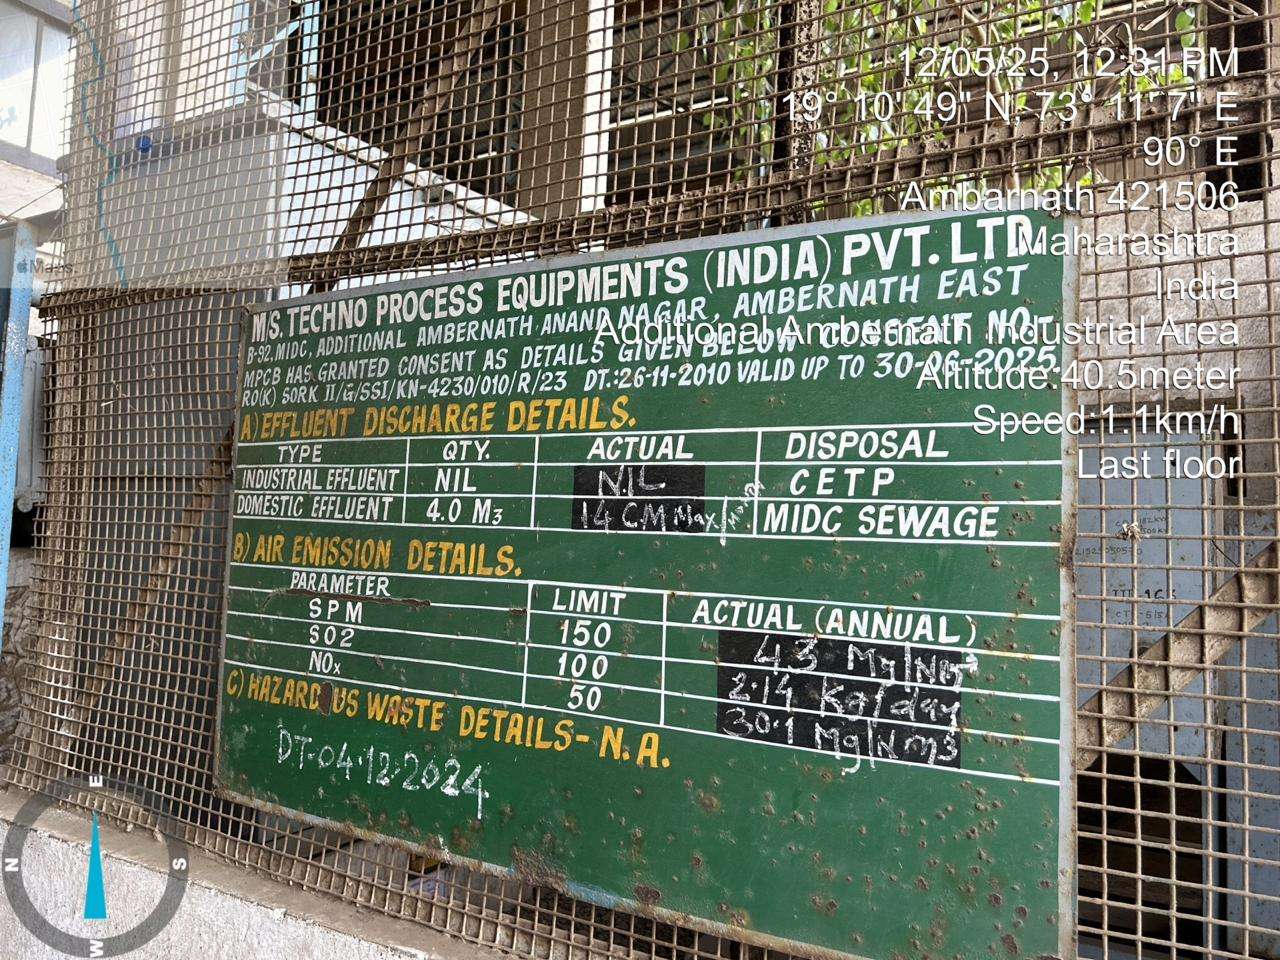 12/05/25, 12:31 PM
19° 10' 49" N, 73° 11' 7" E
90° E
Ambarnath 421506
Maharashtra
India
Additional Ambernath Industrial Area
Altitude:40.5meter
Speed:1.1km/h
Last floor
Maps
M/S. TECHNO PROCESS EQUIPMENTS (INDIA) PVT. LTD.
B-92, MIDC, ADDITIONAL AMBERNATH ANAND NAGAR, AMBERNATH EAST
MPCB HAS GRANTED CONSENT AS DETAILS GIVEN BELOW CONSENT NO:-
RO(K) SORK II/G/SSI/KN-4230/010/R/23 DT.:26-11-2010 VALID UP TO 30-06-2025.
A) EFFLUENT DISCHARGE DETAILS.
TYPE QTY. ACTUAL DISPOSAL
INDUSTRIAL EFFLUENT NIL NIL CETP
DOMESTIC EFFLUENT 4.0 M3 14 CM Max/ MIDC SEWAGE
B) AIR EMISSION DETAILS.
PARAMETER LIMIT ACTUAL (ANNUAL)
SPM 150 43 Mg/Nm3
SO2 100 2.14 Kg/day
NOx 50 30.1 Mg/Nm3
C) HAZARDOUS WASTE DETAILS-N.A.
DT-04.12.2024
N
E
S
W